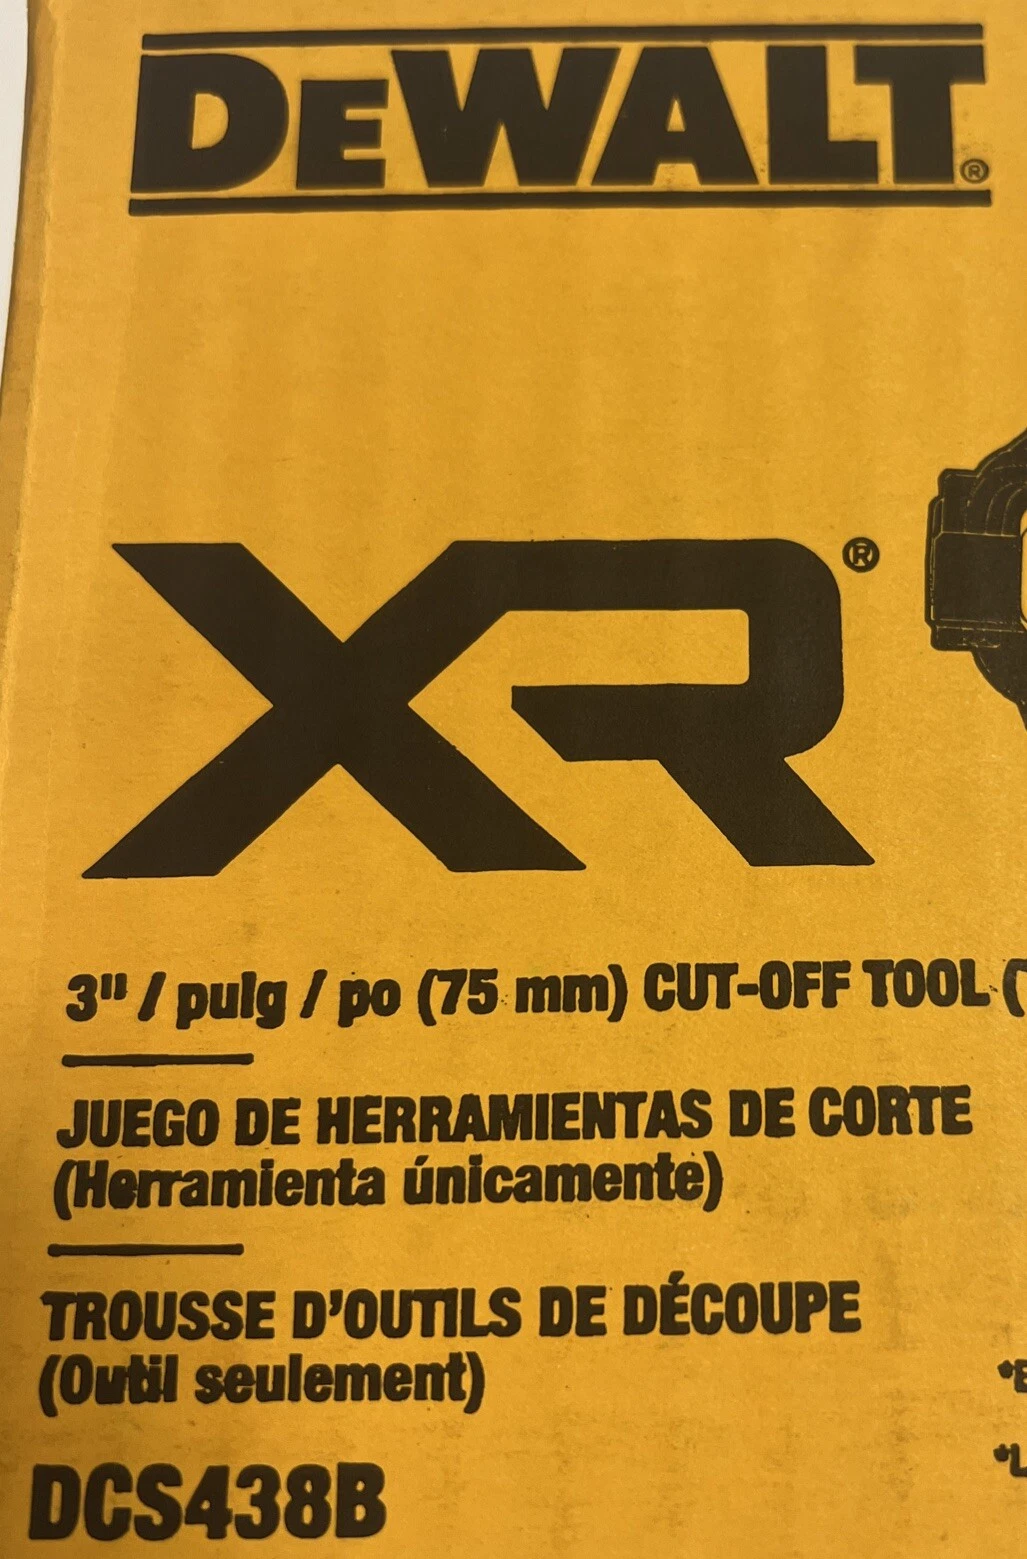 DEWALT®
XR®
3" / pulg / po (75 mm) CUT-OFF TOOL (
JUEGO DE HERRAMIENTAS DE CORTE
(Herramienta únicamente)
TROUSSE D'OUTILS DE DÉCOUPE
(Outil seulement)
DCS438B